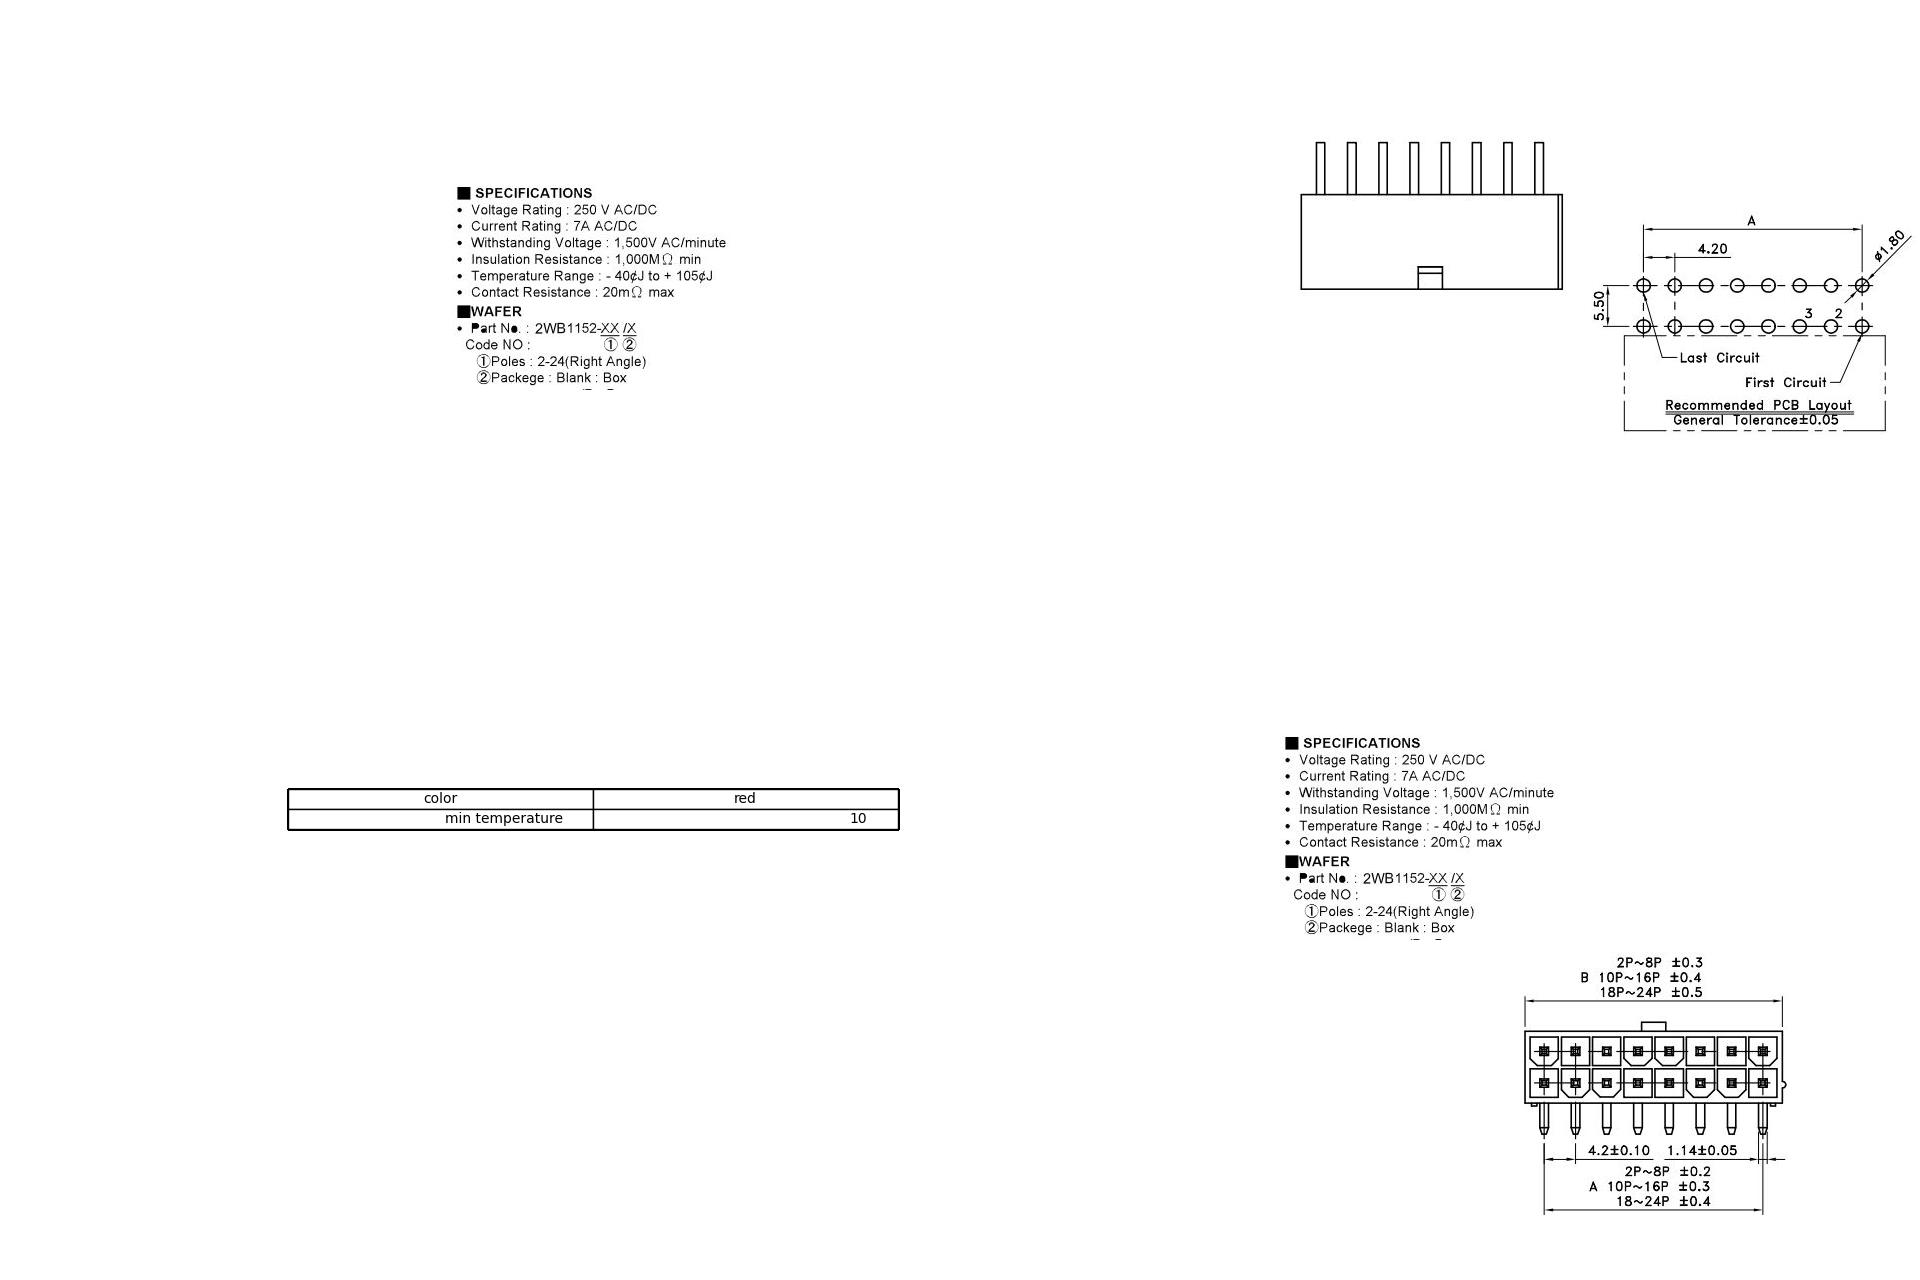 ■ SPECIFICATIONS
• Voltage Rating : 250 V AC/DC
• Current Rating : 7A AC/DC
• Withstanding Voltage : 1,500V AC/minute
• Insulation Resistance : 1,000MΩ min
• Temperature Range : - 40¢J to + 105¢J
• Contact Resistance : 20mΩ max
■WAFER
• Part No. : 2WB1152-XX /X
Code NO : ① ②
①Poles : 2-24(Right Angle)
②Packege : Blank : Box
A
4.20
ø1.80
5.50
3 2
Last Circuit
First Circuit
Recommended PCB Layout
General Tolerance±0.05
color red
min temperature 10
■ SPECIFICATIONS
• Voltage Rating : 250 V AC/DC
• Current Rating : 7A AC/DC
• Withstanding Voltage : 1,500V AC/minute
• Insulation Resistance : 1,000MΩ min
• Temperature Range : - 40¢J to + 105¢J
• Contact Resistance : 20mΩ max
■WAFER
• Part No. : 2WB1152-XX /X
Code NO : ① ②
①Poles : 2-24(Right Angle)
②Packege : Blank : Box
2P~8P ±0.3
B 10P~16P ±0.4
18P~24P ±0.5
4.2±0.10 1.14±0.05
2P~8P ±0.2
A 10P~16P ±0.3
18~24P ±0.4